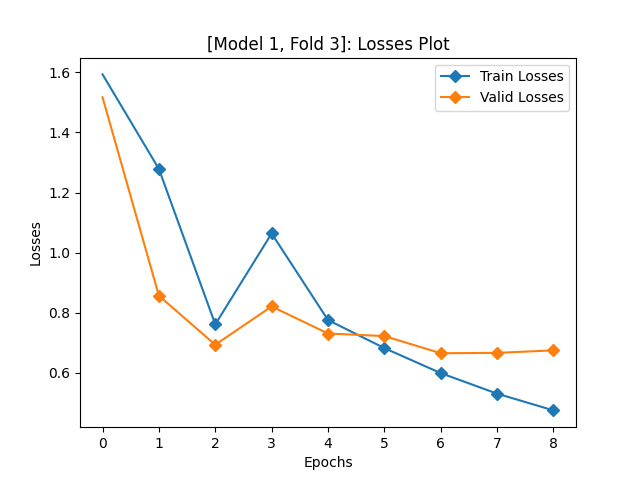 [Model 1, Fold 3]: Losses Plot
Train Losses
Valid Losses
Losses
1.6
1.4
1.2
1.0
0.8
0.6
0 1 2 3 4 5 6 7 8
Epochs